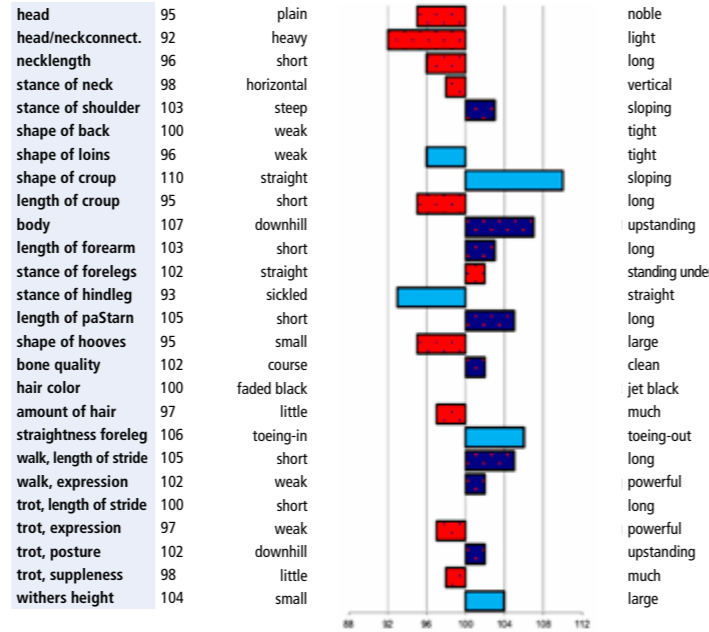 head 95 plain noble
head/neckconnect. 92 heavy light
necklength 96 short long
stance of neck 98 horizontal vertical
stance of shoulder 103 steep sloping
shape of back 100 weak tight
shape of loins 96 weak tight
shape of croup 110 straight sloping
length of croup 95 short long
body 107 downhill upstanding
length of forearm 103 short long
stance of forelegs 102 straight standing unde
stance of hindleg 93 sickled straight
length of paStarn 105 short long
shape of hooves 95 small large
bone quality 102 course clean
hair color 100 faded black jet black
amount of hair 97 little much
straightness foreleg 106 toeing-in toeing-out
walk, length of stride 105 short long
walk, expression 102 weak powerful
trot, length of stride 100 short long
trot, expression 97 weak powerful
trot, posture 102 downhill upstanding
trot, suppleness 98 little much
withers height 104 small large
88 92 96 100 104 108 112